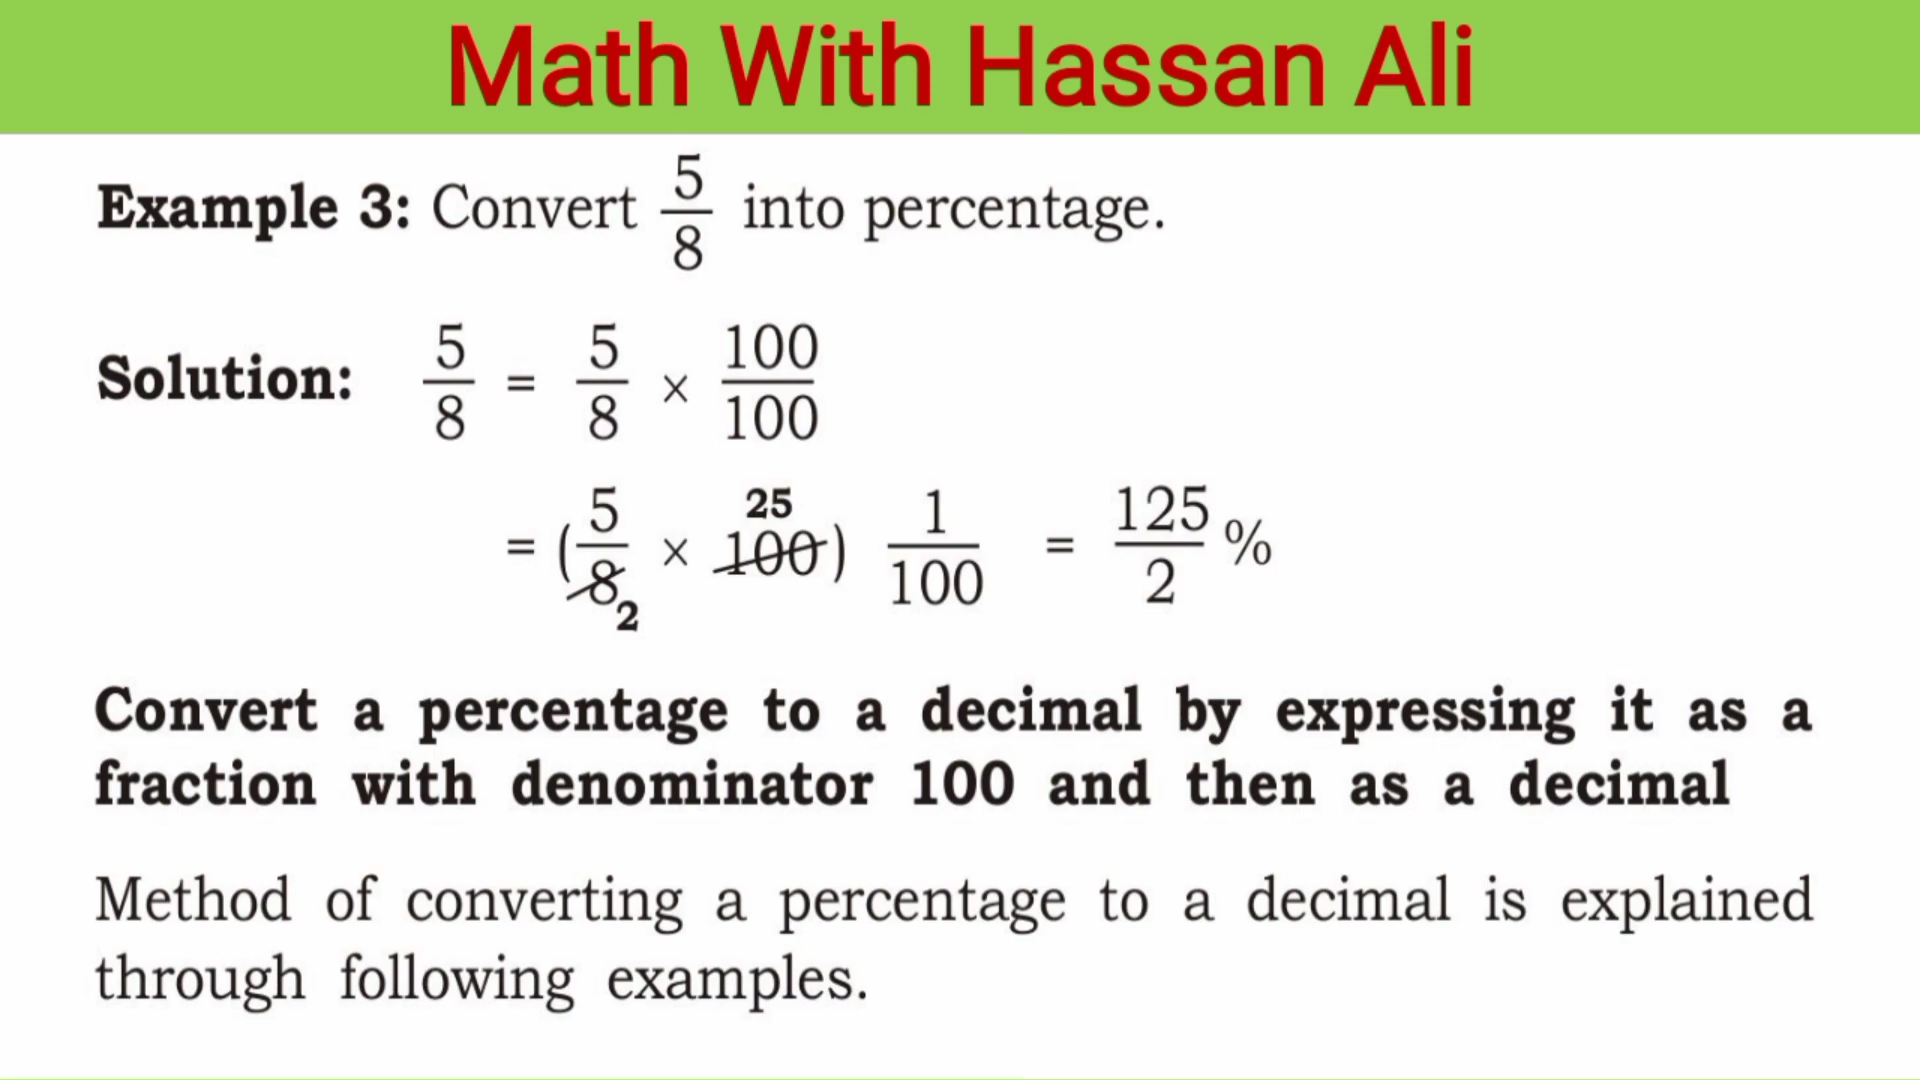 Math With Hassan Ali
Example 3: Convert 5/8 into percentage.
Solution: 5/8 = 5/8 × 100/100
= (5/8 2 × 100 25) 1/100 = 125/2 %
Convert a percentage to a decimal by expressing it as a
fraction with denominator 100 and then as a decimal
Method of converting a percentage to a decimal is explained
through following examples.